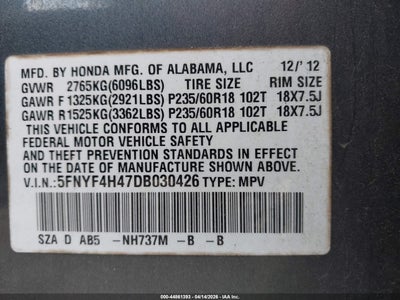 MFD. BY HONDA MFG. OF ALABAMA, LLC 12/'12
GVWR 2765KG(6096LBS) TIRE SIZE RIM SIZE
GAWR F 1325KG(2921LBS) P235/60R18 102T 18X7.5J
GAWR R1525KG(3362LBS) P235/60R18 102T 18X7.5J
THIS VEHICLE CONFORMS TO ALL APPLICABLE
FEDERAL MOTOR VEHICLE SAFETY
AND THEFT PREVENTION STANDARDS IN EFFECT
ON THE DATE OF MANUFACTURE SHOWN ABOVE.
V.I.N.: 5FNYF4H47DB030426 TYPE: MPV
SZA D AB5 -NH737M -B -B
000-44861393 - 04/14/2026 - IAA Inc.